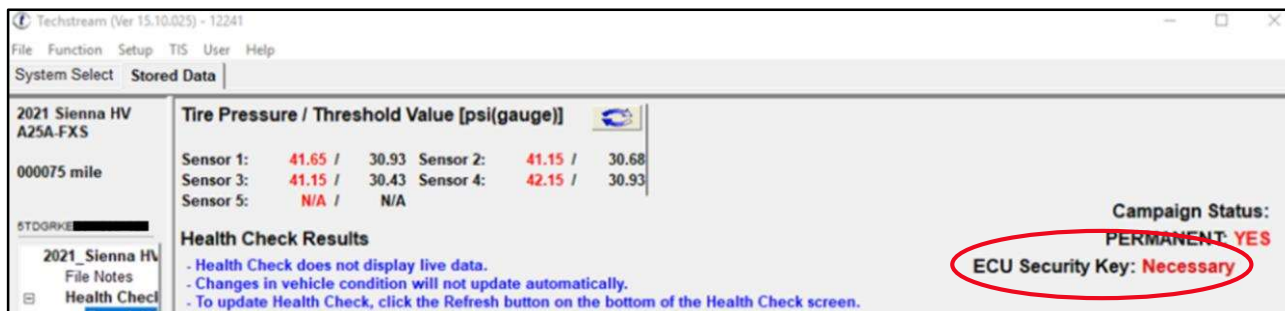 Techstream (Ver 15.10.025) - 12241
File Function Setup TIS User Help
System Select Stored Data
2021 Sienna HV
A25A-FXS
000075 mile
5TDGRKE
2021_Sienna HV
File Notes
Health Checl
Tire Pressure / Threshold Value [psi(gauge)]
Sensor 1: 41.65 / 30.93 Sensor 2: 41.15 / 30.68
Sensor 3: 41.15 / 30.43 Sensor 4: 42.15 / 30.93
Sensor 5: N/A / N/A
Health Check Results
- Health Check does not display live data.
- Changes in vehicle condition will not update automatically.
- To update Health Check, click the Refresh button on the bottom of the Health Check screen.
Campaign Status:
PERMANENT: YES
ECU Security Key: Necessary